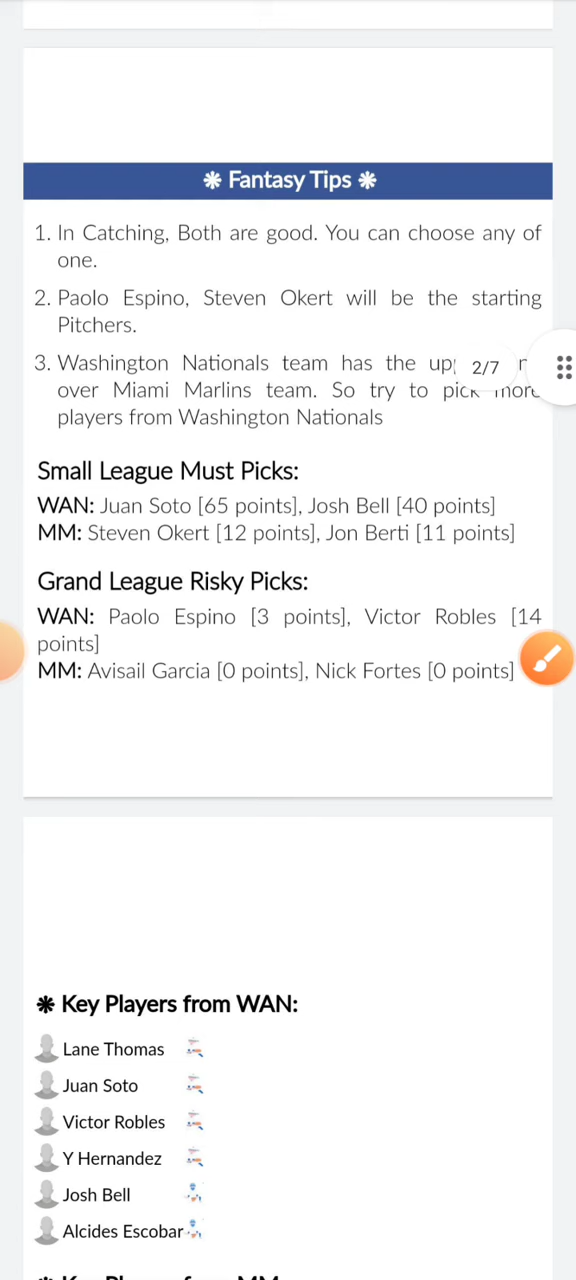 ❋ Fantasy Tips ❋
1. In Catching, Both are good. You can choose any of
one.
2. Paolo Espino, Steven Okert will be the starting
Pitchers.
3. Washington Nationals team has the
2/7
over Miami Marlins team. So try to pick more
players from Washington Nationals
Small League Must Picks:
WAN: Juan Soto [65 points], Josh Bell [40 points]
MM: Steven Okert [12 points], Jon Berti [11 points]
Grand League Risky Picks:
WAN: Paolo Espino [3 points], Victor Robles [14
points]
MM: Avisail Garcia [0 points], Nick Fortes [0 points]
❋ Key Players from WAN:
Lane Thomas
Juan Soto
Victor Robles
Y Hernandez
Josh Bell
Alcides Escobar